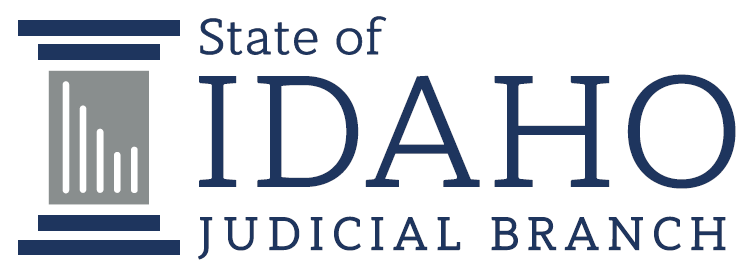 State of
IDAHO
JUDICIAL BRANCH